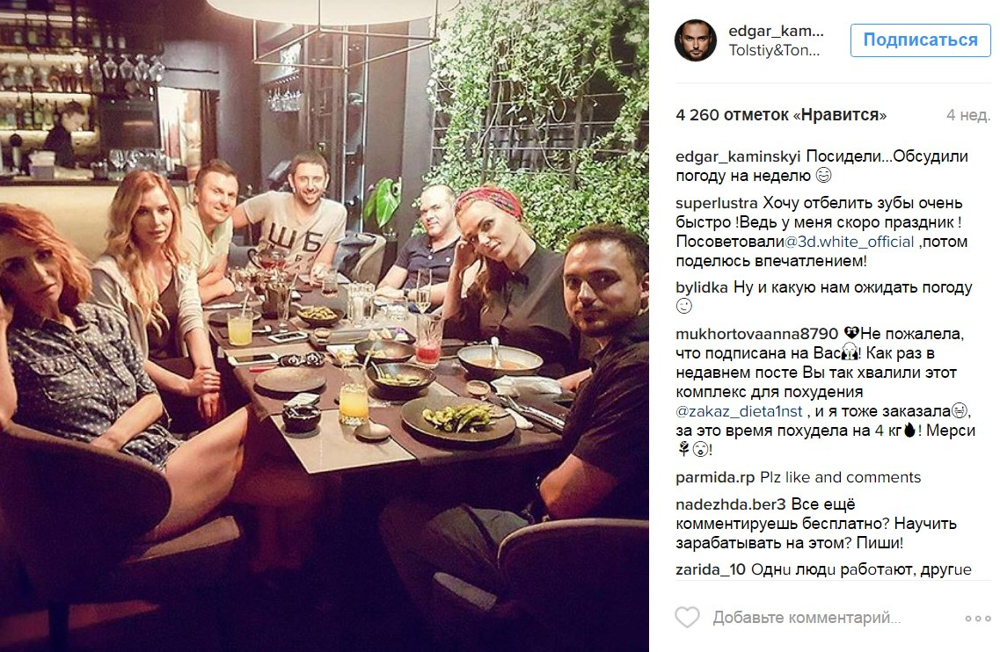 edgar_kam...
Tolstiy&Ton...
Подписаться
4 260 отметок «Нравится»
4 нед.
edgar_kaminskyi Посидели...Обсудили
погоду на неделю 😄
superlustra Хочу отбелить зубы очень
быстро !Ведь у меня скоро праздник !
Посоветовали@3d.white_official ,потом
поделюсь впечатлением!
bylidka Ну и какую нам ожидать погоду
😉
mukhortovaanna8790 💝Не пожалела,
что подписана на Вас🙌! Как раз в
недавнем посте Вы так хвалили этот
комплекс для похудения
@zakaz_dieta1nst , и я тоже заказала😂,
за это время похудела на 4 кг🔥! Мерси
🌹😮!
parmida.rp Plz like and comments
nadezhda.ber3 Все ещё
комментируешь бесплатно? Научить
зарабатывать на этом? Пиши!
zarida_10 Однu людu работают, другuе
Добавьте комментарий...
ШБ